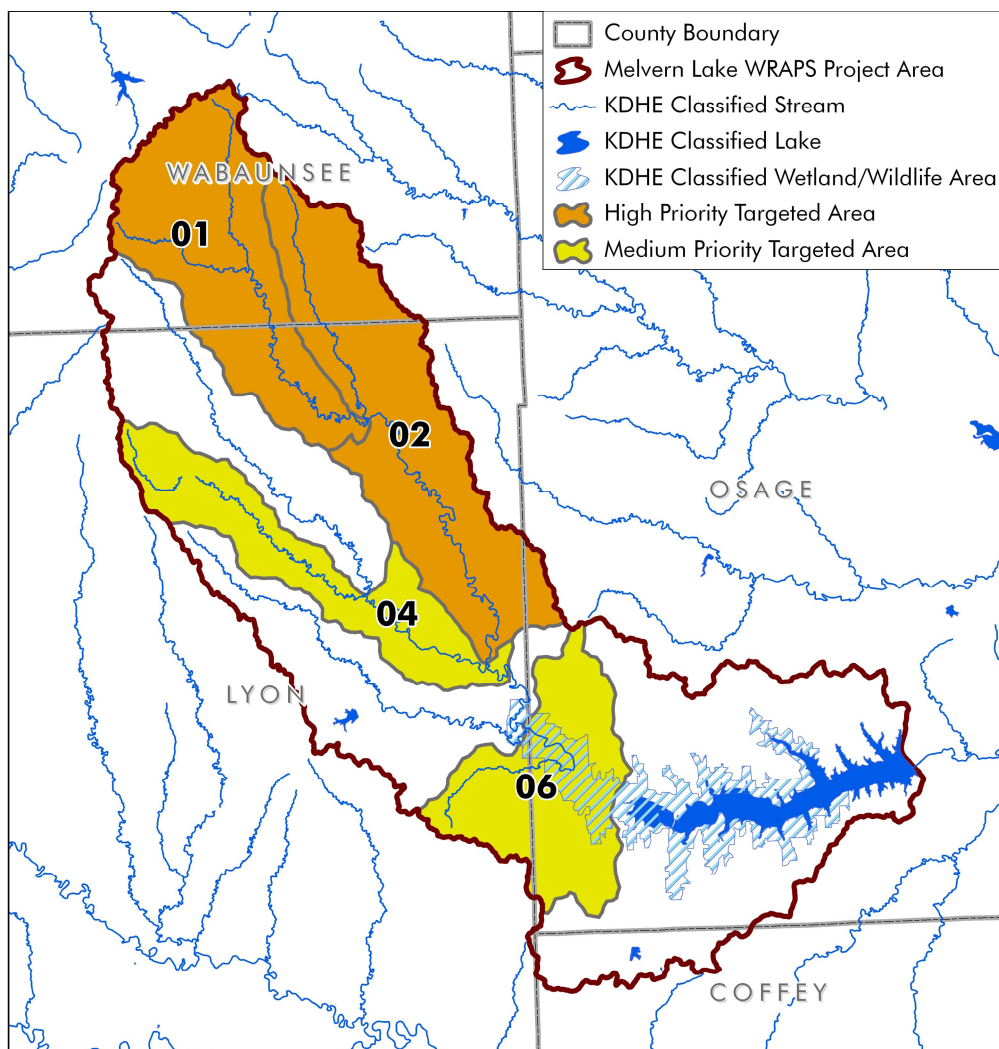 County Boundary
Melvern Lake WRAPS Project Area
KDHE Classified Stream
KDHE Classified Lake
KDHE Classified Wetland/Wildlife Area
High Priority Targeted Area
Medium Priority Targeted Area
WABAUNSEE
01
02
OSAGE
04
LYON
06
COFFEY